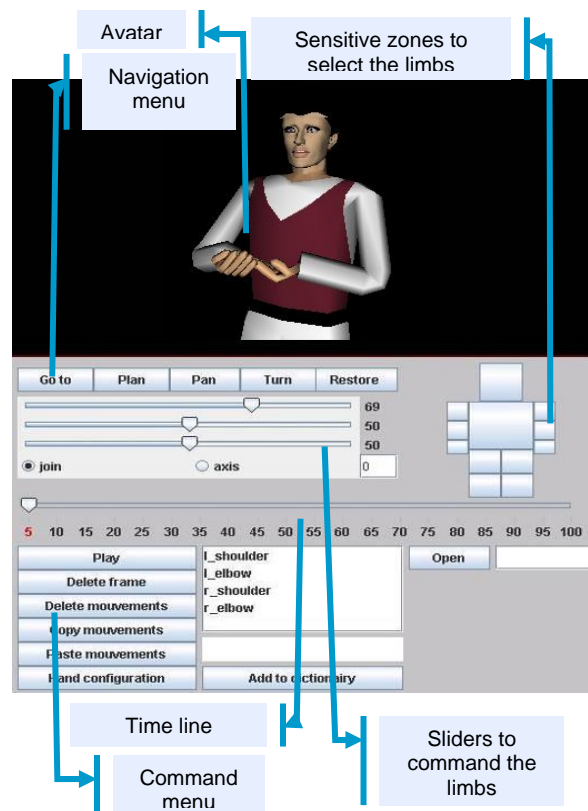 Avatar
Sensitive zones to
select the limbs
Navigation
menu
Go to Plan Pan Turn Restore
69
50
50
join axis 0
5 10 15 20 25 30 35 40 45 50 55 60 65 70 75 80 85 90 95 100
Play
Delete frame
Delete mouvements
Copy mouvements
Paste mouvements
Hand configuration
l_shoulder
l_elbow
r_shoulder
r_elbow
Add to dictionairy
Open
Time line
Sliders to
command the
limbs
Command
menu